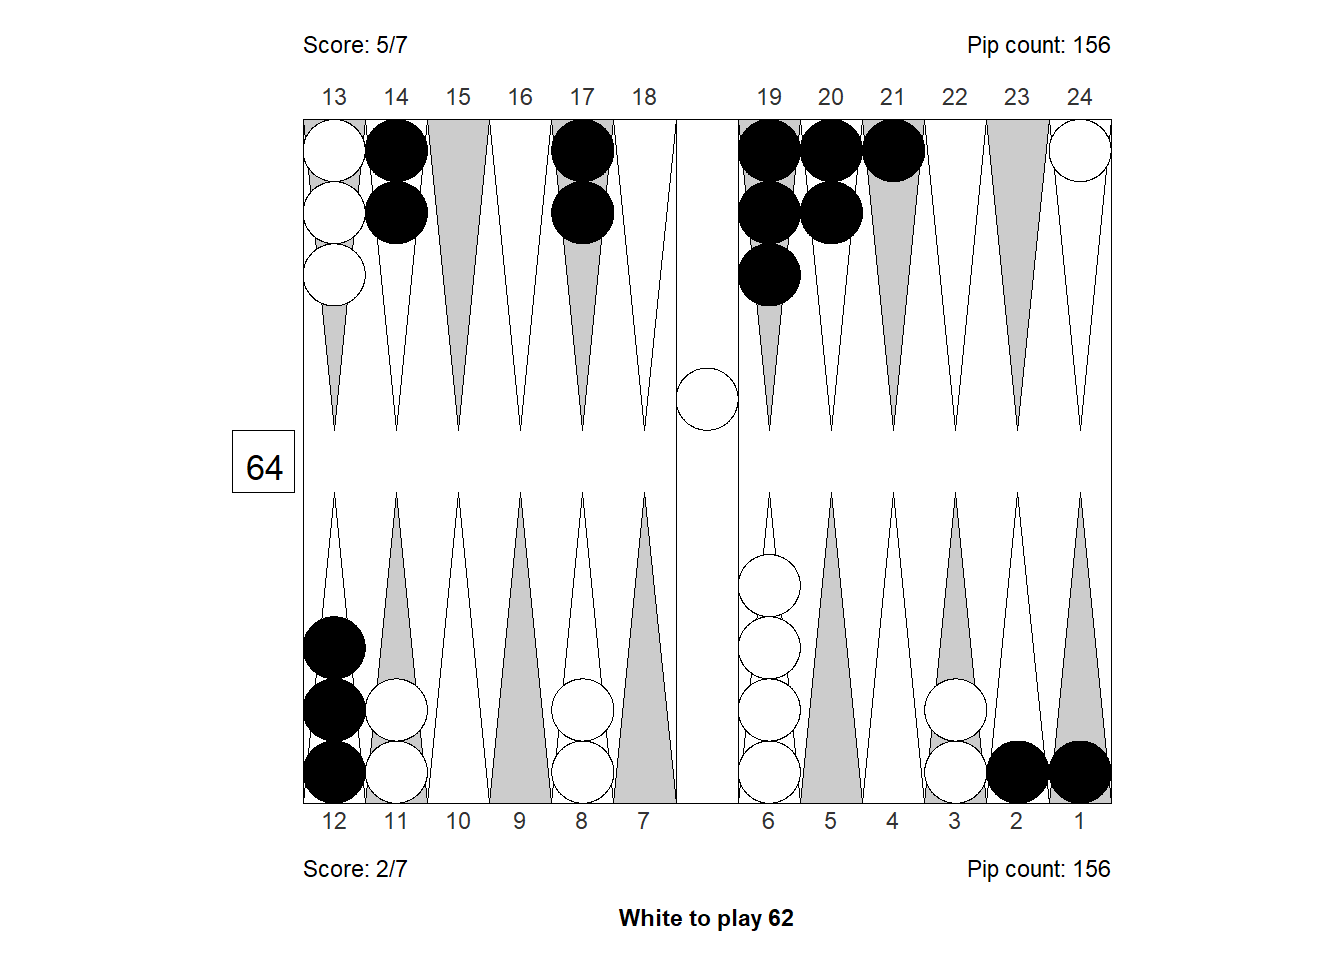 Score: 5/7 Pip count: 156
13 14 15 16 17 18 19 20 21 22 23 24
64
12 11 10 9 8 7 6 5 4 3 2 1
Score: 2/7 Pip count: 156
White to play 62